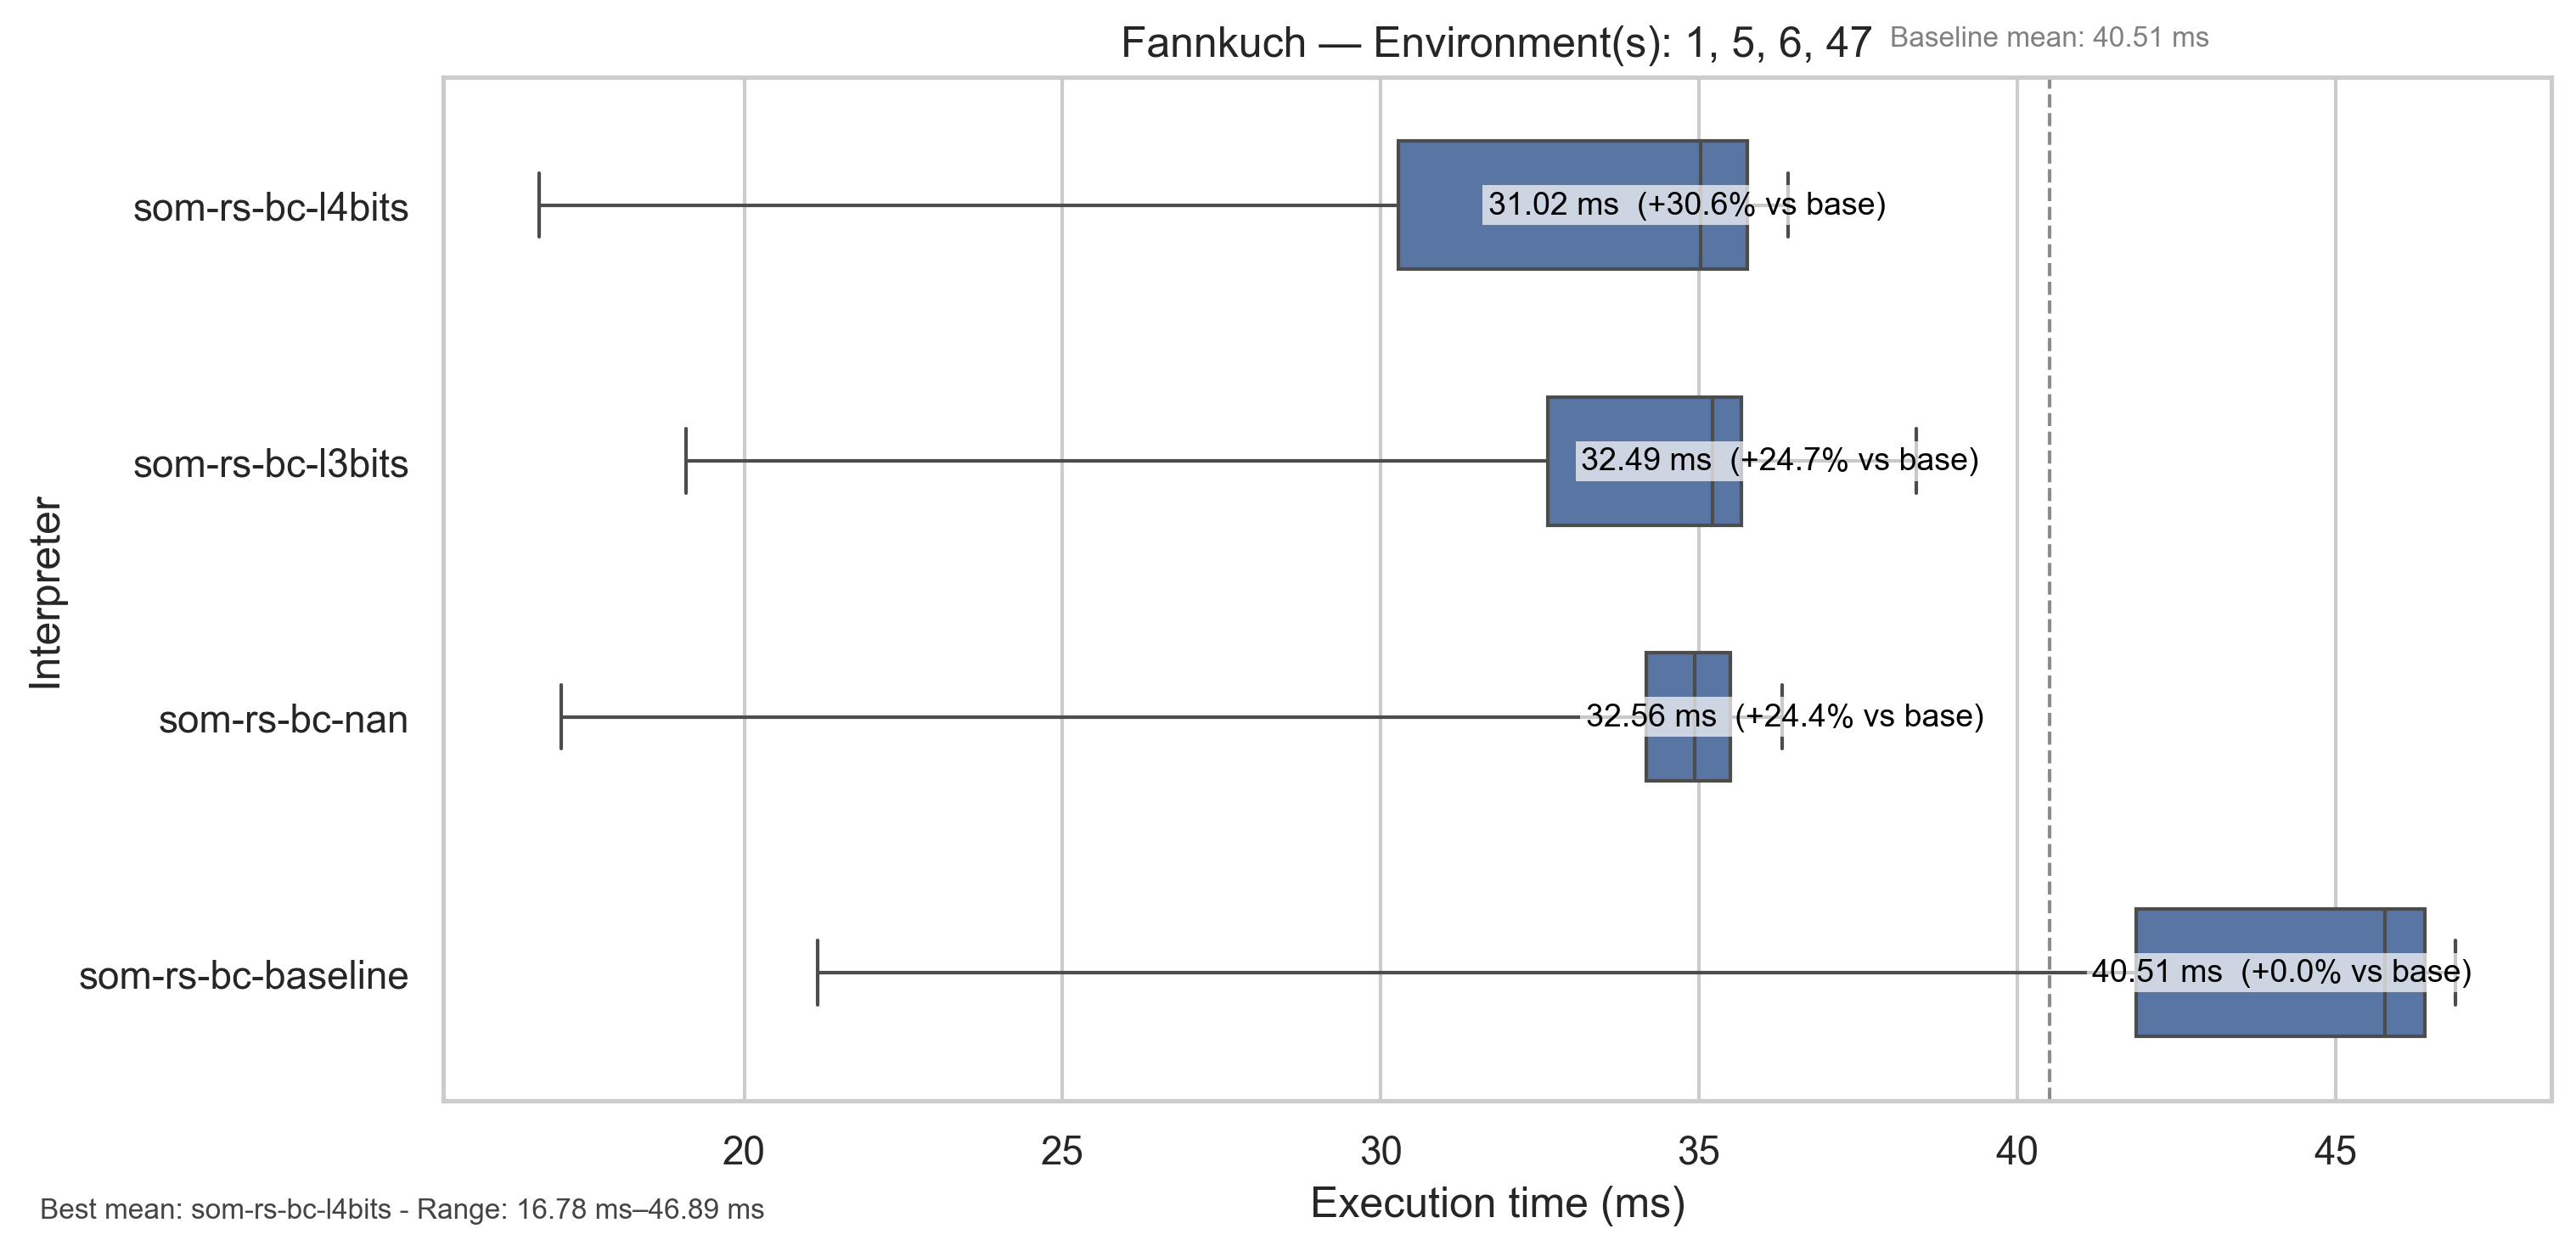 Fannkuch — Environment(s): 1, 5, 6, 47
Baseline mean: 40.51 ms
Interpreter
som-rs-bc-l4bits
31.02 ms  (+30.6% vs base)
som-rs-bc-l3bits
32.49 ms  (+24.7% vs base)
som-rs-bc-nan
32.56 ms  (+24.4% vs base)
som-rs-bc-baseline
40.51 ms  (+0.0% vs base)
20 25 30 35 40 45
Execution time (ms)
Best mean: som-rs-bc-l4bits - Range: 16.78 ms–46.89 ms